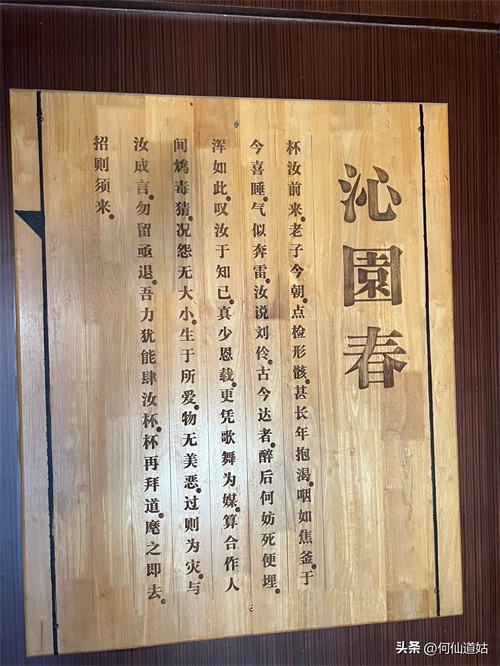 沁園春
杯汝前来。老子今朝。点检形骸。甚长年抱渴。咽如焦釜。于
今喜睡。气似奔雷。汝说刘伶。古今达者。醉后何妨死便埋。
浑如此。叹汝于知己。真少恩载。更凭歌舞为媒。算合作人
间鸩毒猜。况怨无大小。生于所爱。物无美恶。过则为灾。与
汝成言。勿留亟退。吾力犹能肆汝杯。杯再拜道。麾之即去。
招则须来。
头条 @何仙道姑